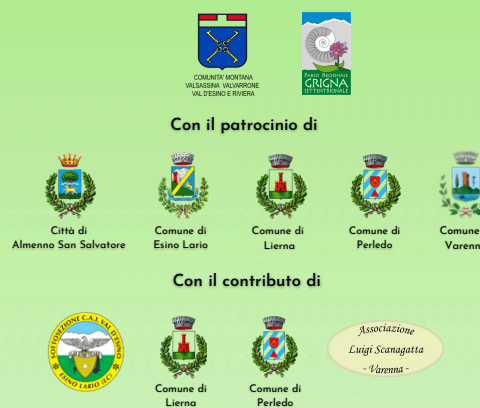 COMUNITA' MONTANA
VALSASSINA VALVARRONE
VAL D'ESINO E RIVIERA
PARCO REGIONALE
GRIGNA
SETTENTRIONALE
Con il patrocinio di
Città di
Almenno San Salvatore
Comune di
Esino Lario
Comune di
Lierna
Comune di
Perledo
Comune
Varenn
Con il contributo di
SOTTOSEZIONE C.A.I. VAL D'ESINO
ESINO LARIO (LC)
Comune di
Lierna
Comune di
Perledo
Associazione
Luigi Scanagatta
- Varenna -